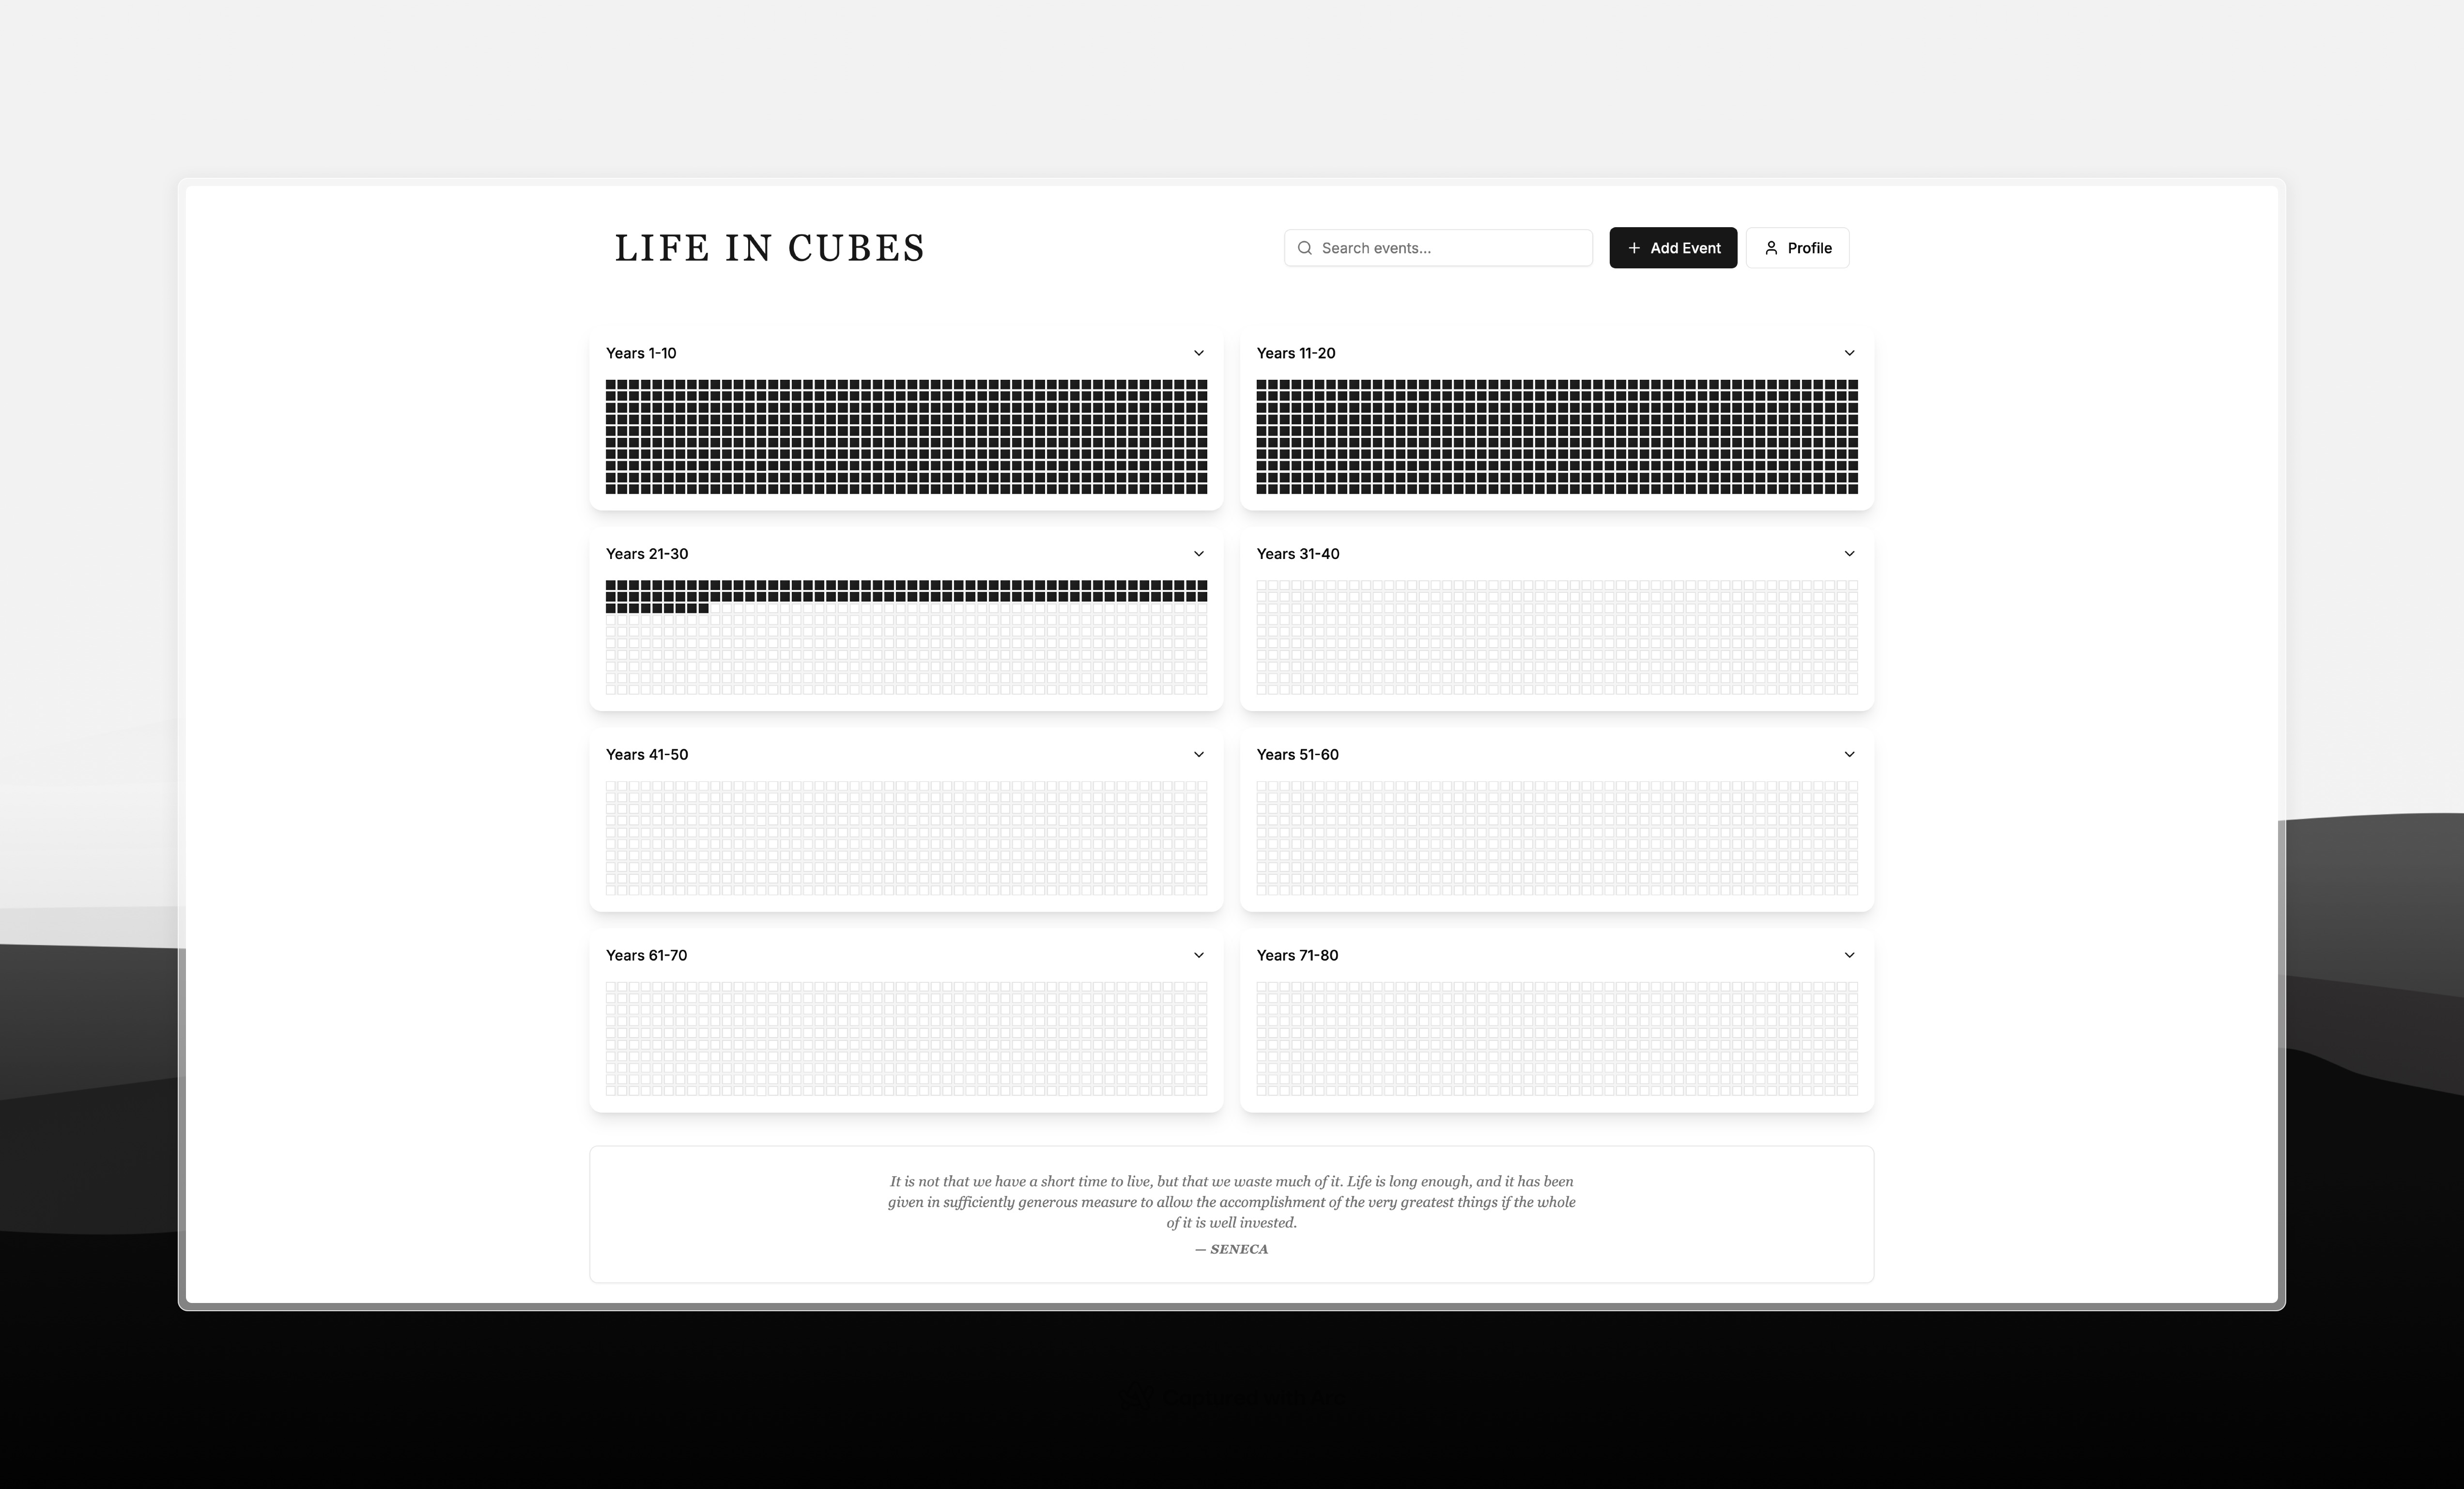 LIFE IN CUBES
Search events...
Add Event
Profile
Years 1-10
Years 11-20
Years 21-30
Years 31-40
Years 41-50
Years 51-60
Years 61-70
Years 71-80
It is not that we have a short time to live, but that we waste much of it. Life is long enough, and it has been
given in sufficiently generous measure to allow the accomplishment of the very greatest things if the whole
of it is well invested.
— SENECA